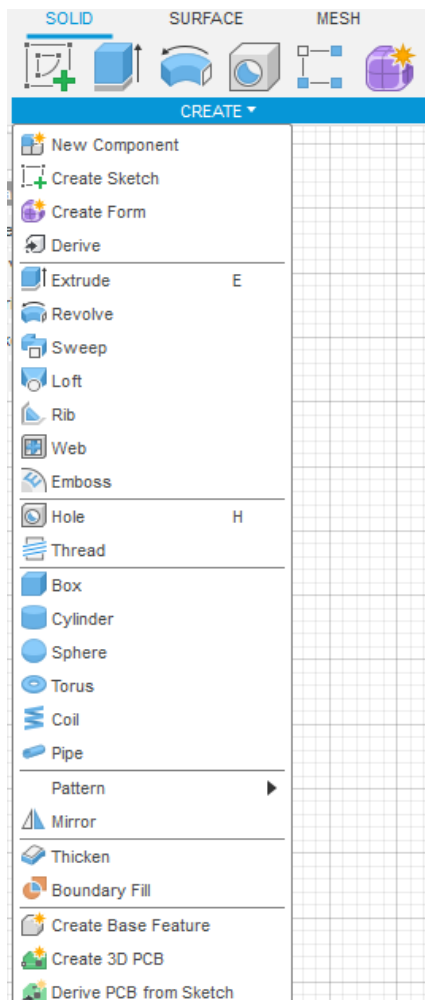 SOLID SURFACE MESH
CREATE
New Component
Create Sketch
Create Form
Derive
Extrude E
Revolve
Sweep
Loft
Rib
Web
Emboss
Hole H
Thread
Box
Cylinder
Sphere
Torus
Coil
Pipe
Pattern
Mirror
Thicken
Boundary Fill
Create Base Feature
Create 3D PCB
Derive PCB from Sketch